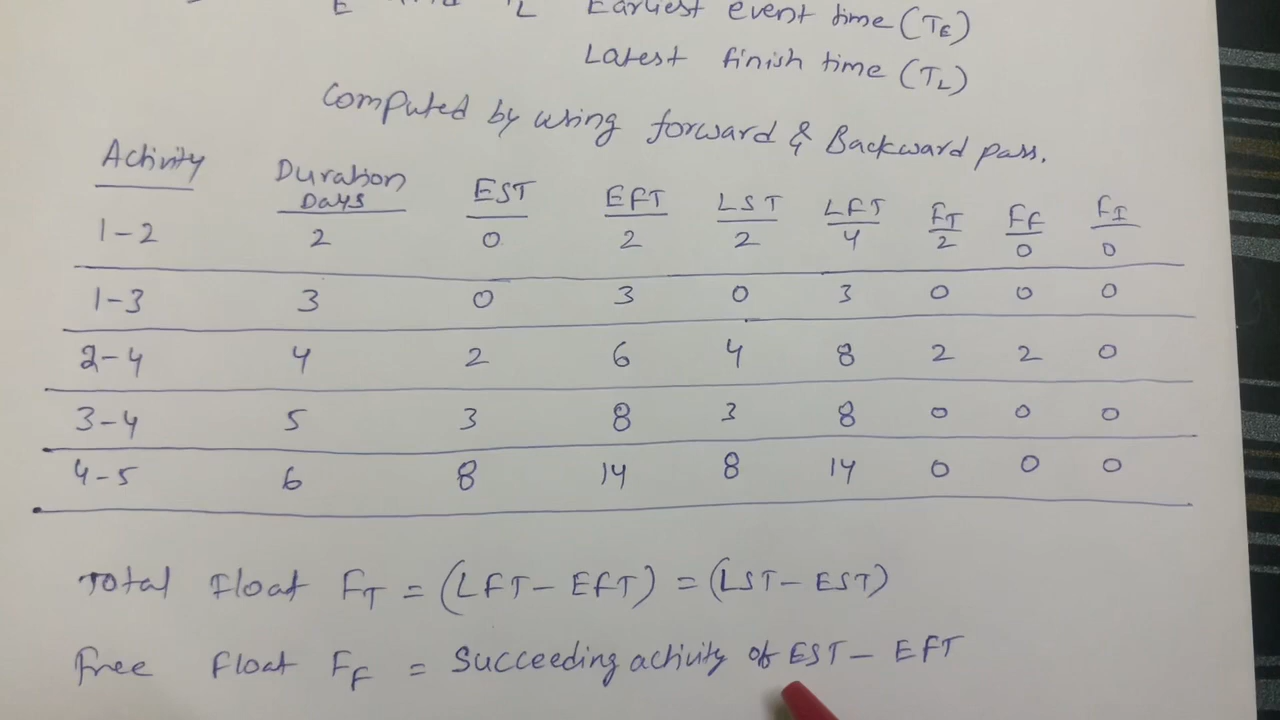 E TL Earliest event time (TE)
Latest finish time (TL)
Computed by using forward & Backward pass.
Activity Duration Days EST EFT LST LFT FT FF FI
1-2 2 0 2 2 4 2 0 0
1-3 3 0 3 0 3 0 0 0
2-4 4 2 6 4 8 2 2 0
3-4 5 3 8 3 8 0 0 0
4-5 6 8 14 8 14 0 0 0
Total Float FT = (LFT - EFT) = (LST - EST)
Free Float FF = Succeeding activity of EST - EFT